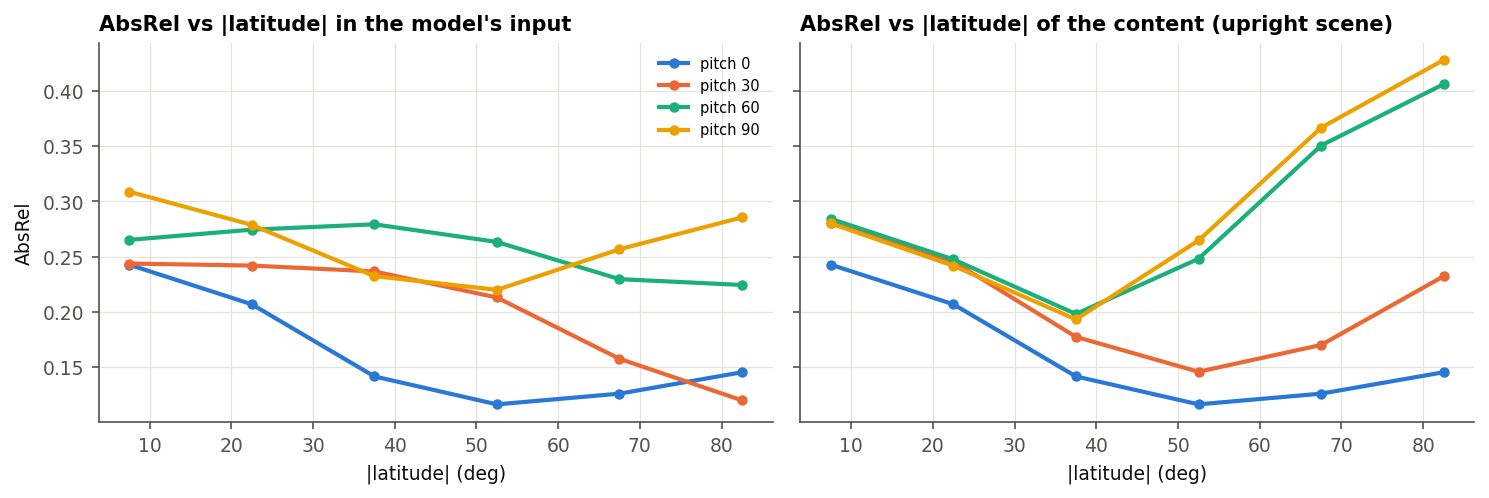 AbsRel vs |latitude| in the model's input
AbsRel vs |latitude| of the content (upright scene)
pitch 0
pitch 30
pitch 60
pitch 90
0.40
0.35
0.30
0.25
0.20
0.15
AbsRel
10 20 30 40 50 60 70 80
10 20 30 40 50 60 70 80
|latitude| (deg)
|latitude| (deg)